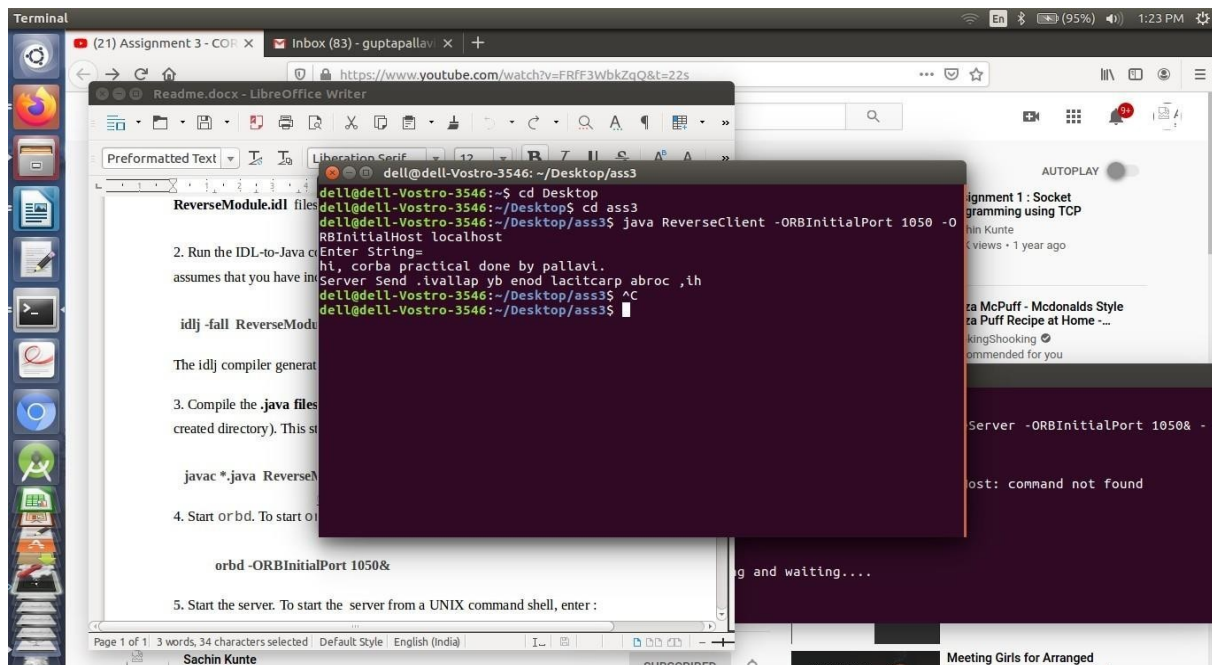 Terminal
En
(95%)
1:23 PM
(21) Assignment 3 - COR
Inbox (83) - guptapallavi
https://www.youtube.com/watch?v=FRfF3WbkZqQ&t=22s
Readme.docx - LibreOffice Writer
Preformatted Text
Liberation Serif
12
ReverseModule.idl files
2. Run the IDL-to-Java co
assumes that you have inc
idlj -fall ReverseModu
The idlj compiler generat
3. Compile the .java files
created directory). This st
javac *.java ReverseM
4. Start orbd. To start or
orbd -ORBInitialPort 1050&
5. Start the server. To start the server from a UNIX command shell, enter :
Page 1 of 1 3 words, 34 characters selected Default Style English (India)
dell@dell-Vostro-3546: ~/Desktop/ass3
dell@dell-Vostro-3546:~$ cd Desktop
dell@dell-Vostro-3546:~/Desktop$ cd ass3
dell@dell-Vostro-3546:~/Desktop/ass3$ java ReverseClient -ORBInitialPort 1050 -O
RBInitialHost localhost
Enter String=
hi, corba practical done by pallavi.
Server Send .ivallap yb enod lacitcarp abroc ,ih
dell@dell-Vostro-3546:~/Desktop/ass3$ ^C
dell@dell-Vostro-3546:~/Desktop/ass3$
9+
AUTOPLAY
signment 1 : Socket
gramming using TCP
hin Kunte
views • 1 year ago
za McPuff - Mcdonalds Style
za Puff Recipe at Home -...
kingShooking
ommended for you
Server -ORBInitialPort 1050& -
ost: command not found
g and waiting....
Sachin Kunte
SUBSCRIBED
Meeting Girls for Arranged